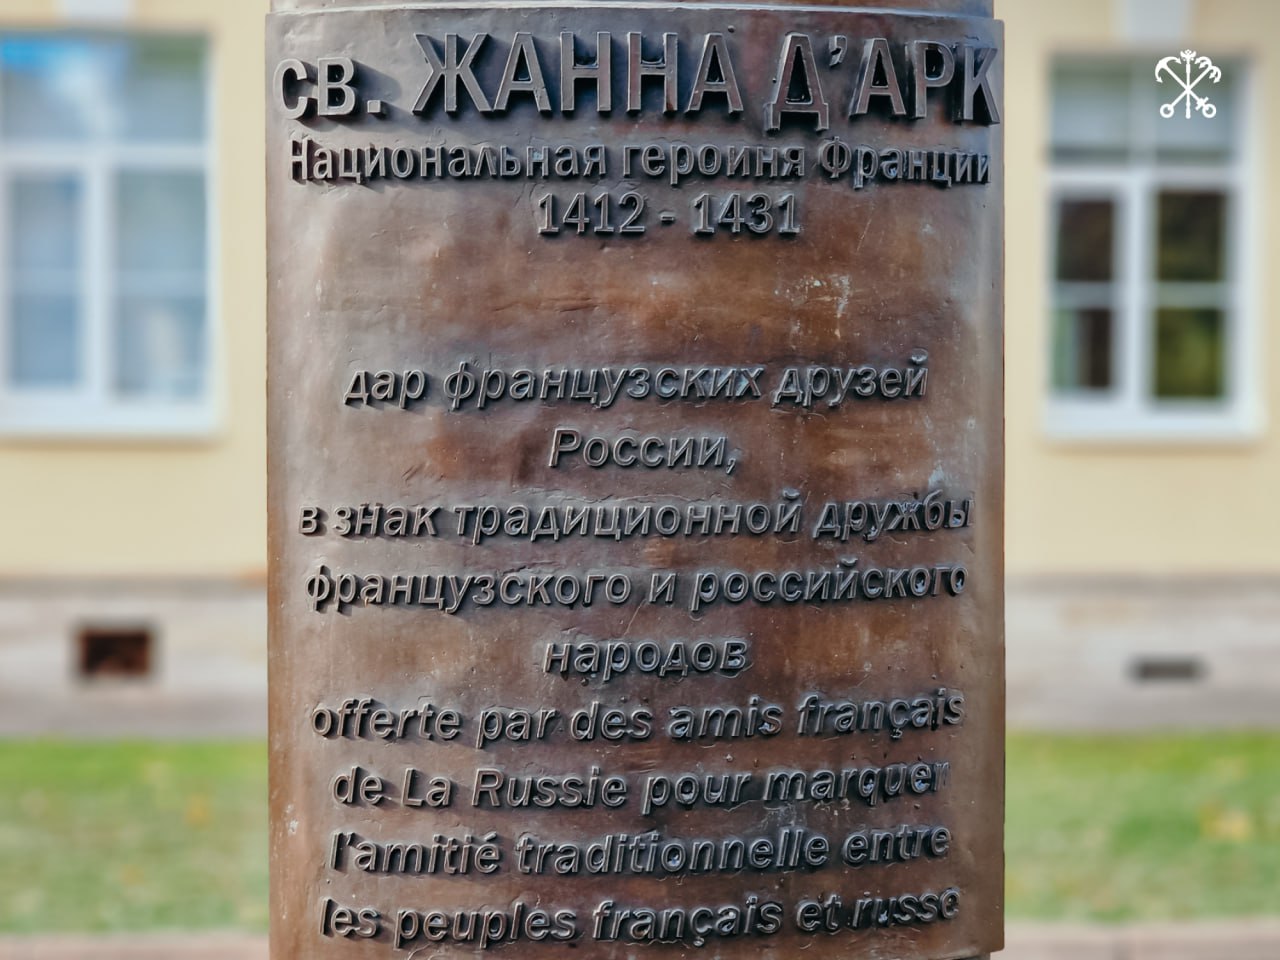 св. ЖАННА Д'АРК
Национальная героиня Франции
1412 - 1431
дар французских друзей
России,
в знак традиционной дружбы
французского и российского
народов
offerte par des amis français
de La Russie pour marquer
l'amitié traditionnelle entre
les peuples français et russe